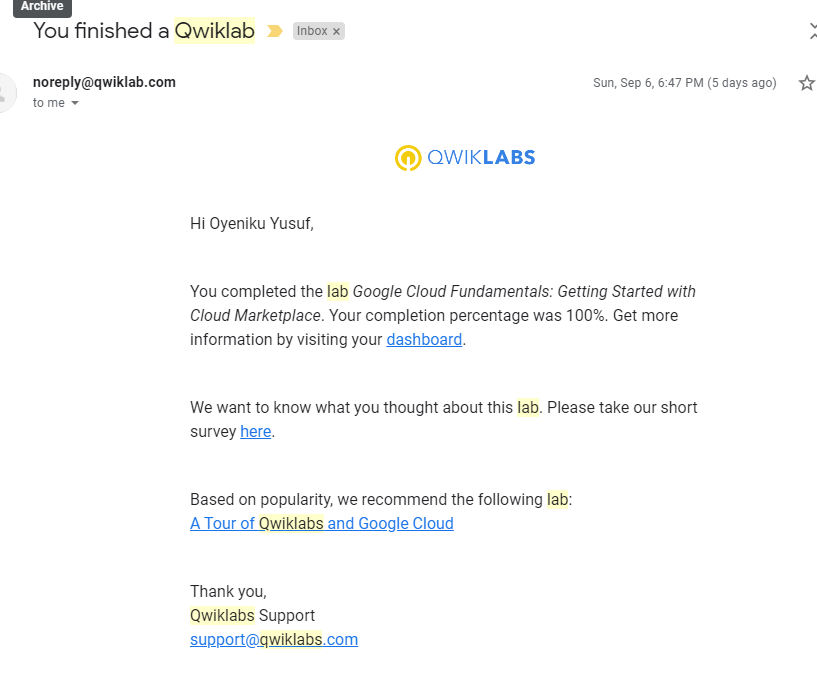 Archive
You finished a Qwiklab Inbox ×
noreply@qwiklab.com Sun, Sep 6, 6:47 PM (5 days ago)
to me
QWIKLABS
Hi Oyeniku Yusuf,
You completed the lab Google Cloud Fundamentals: Getting Started with
Cloud Marketplace. Your completion percentage was 100%. Get more
information by visiting your dashboard.
We want to know what you thought about this lab. Please take our short
survey here.
Based on popularity, we recommend the following lab:
A Tour of Qwiklabs and Google Cloud
Thank you,
Qwiklabs Support
support@qwiklabs.com